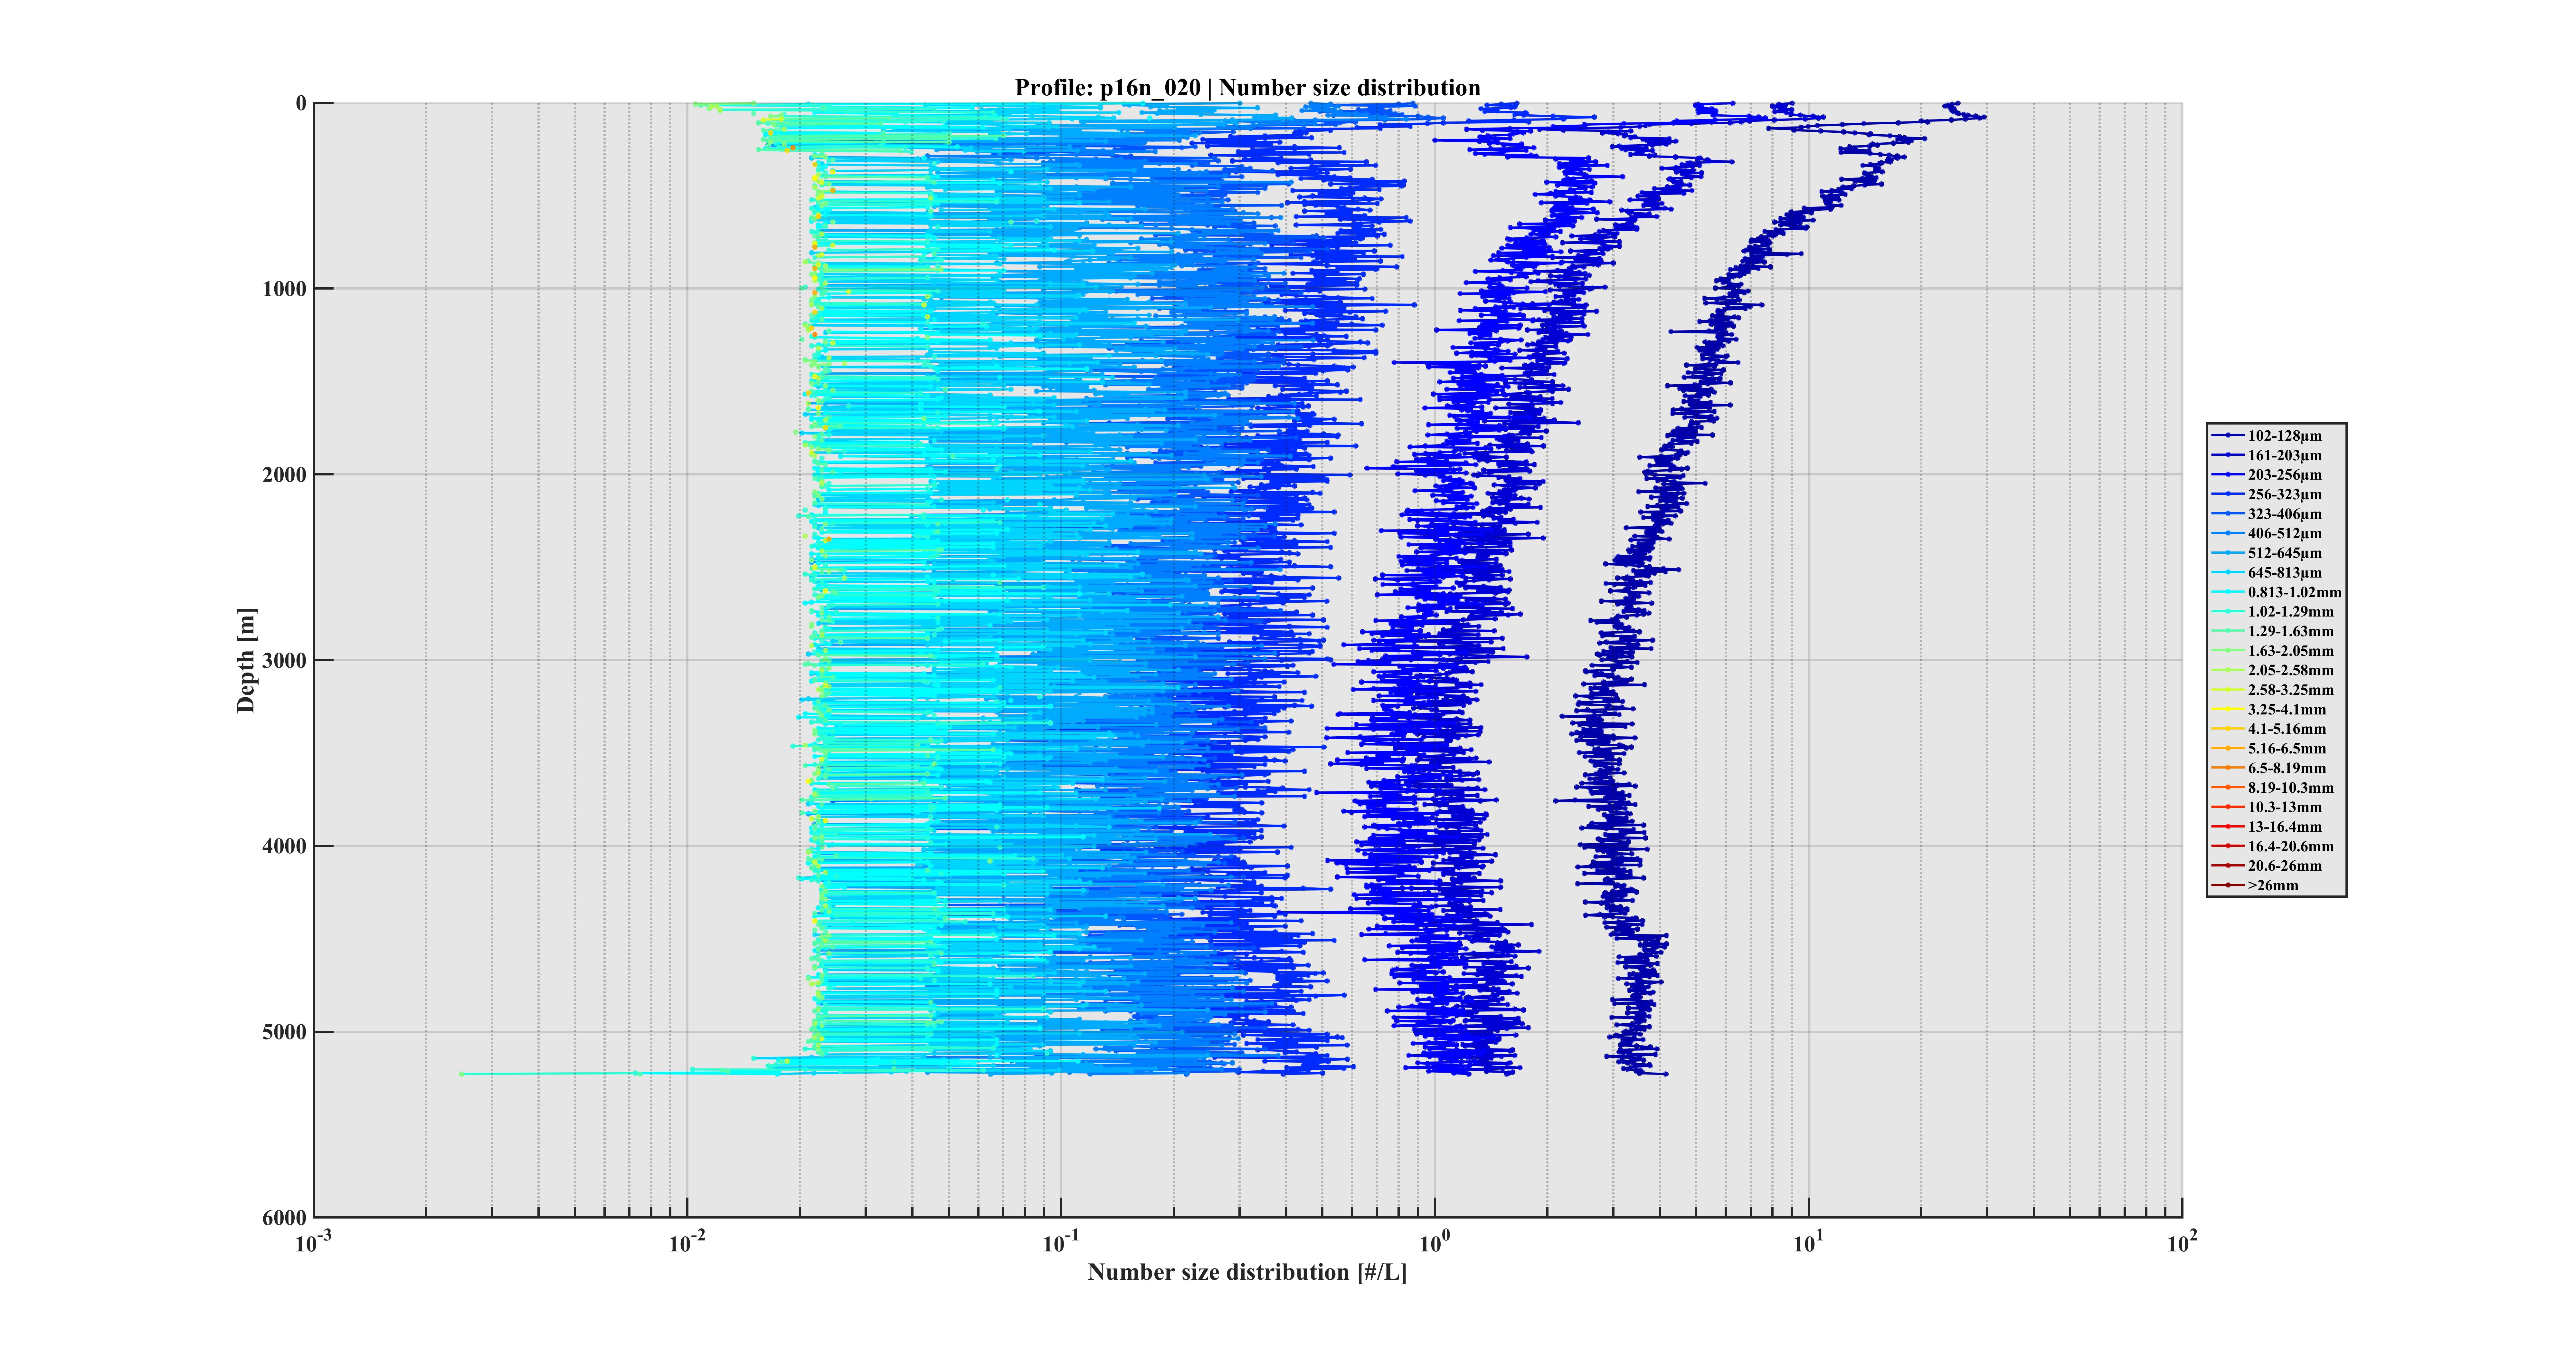 Profile: p16n_020 | Number size distribution
0
1000
2000
3000
4000
5000
6000
Depth [m]
10-3
10-2
10-1
100
101
102
Number size distribution [#/L]
102-128µm
161-203µm
203-256µm
256-323µm
323-406µm
406-512µm
512-645µm
645-813µm
0.813-1.02mm
1.02-1.29mm
1.29-1.63mm
1.63-2.05mm
2.05-2.58mm
2.58-3.25mm
3.25-4.1mm
4.1-5.16mm
5.16-6.5mm
6.5-8.19mm
8.19-10.3mm
10.3-13mm
13-16.4mm
16.4-20.6mm
20.6-26mm
>26mm